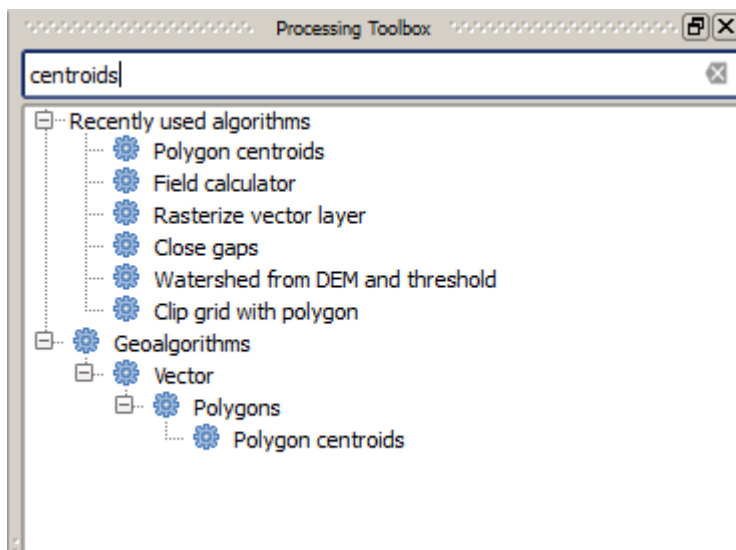 Processing Toolbox
centroids
Recently used algorithms
Polygon centroids
Field calculator
Rasterize vector layer
Close gaps
Watershed from DEM and threshold
Clip grid with polygon
Geoalgorithms
Vector
Polygons
Polygon centroids